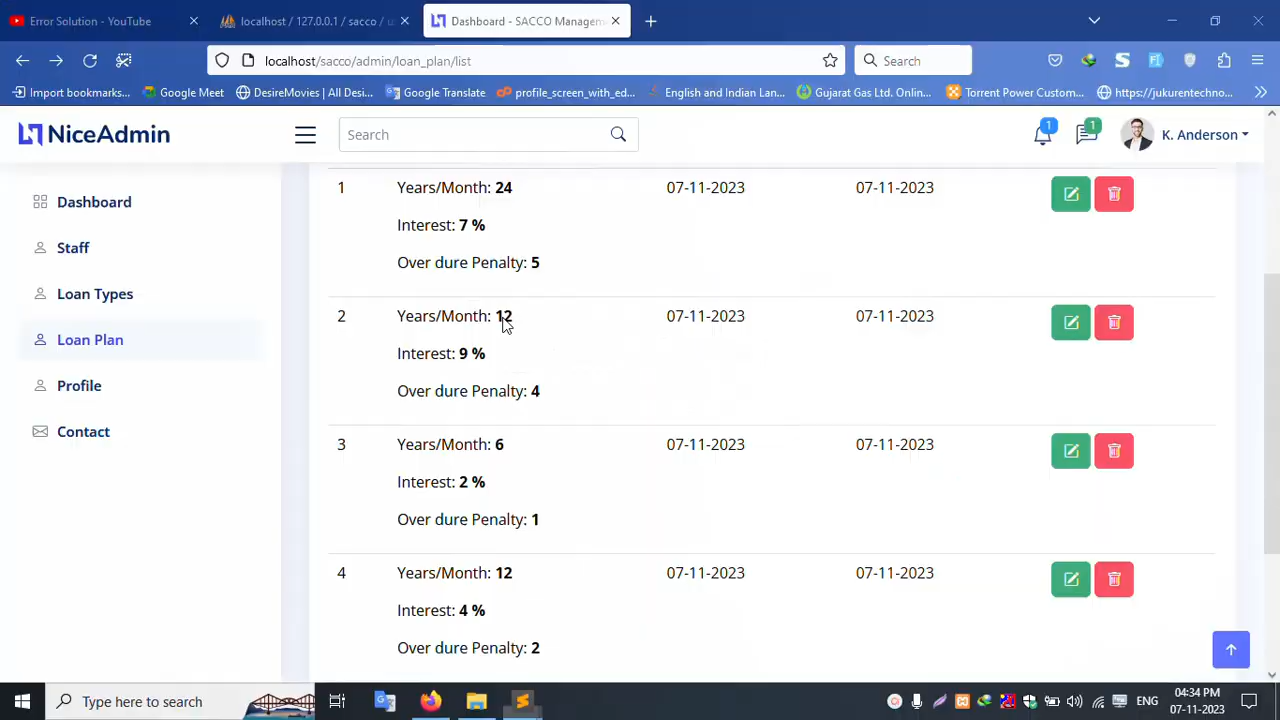 Error Solution - YouTube
localhost / 127.0.0.1 / sacco / u
Dashboard - SACCO Managem
localhost/sacco/admin/loan_plan/list
Search
Import bookmarks...
Google Meet
DesireMovies | All Desi...
Google Translate
profile_screen_with_ed...
English and Indian Lan...
Gujarat Gas Ltd. Onlin...
Torrent Power Custom...
https://jukurentechno...
NiceAdmin
Search
1
1
K. Anderson
Dashboard
Staff
Loan Types
Loan Plan
Profile
Contact
1 Years/Month: 24 07-11-2023 07-11-2023
Interest: 7 %
Over dure Penalty: 5
2 Years/Month: 12 07-11-2023 07-11-2023
Interest: 9 %
Over dure Penalty: 4
3 Years/Month: 6 07-11-2023 07-11-2023
Interest: 2 %
Over dure Penalty: 1
4 Years/Month: 12 07-11-2023 07-11-2023
Interest: 4 %
Over dure Penalty: 2
Type here to search
ENG
04:34 PM
07-11-2023